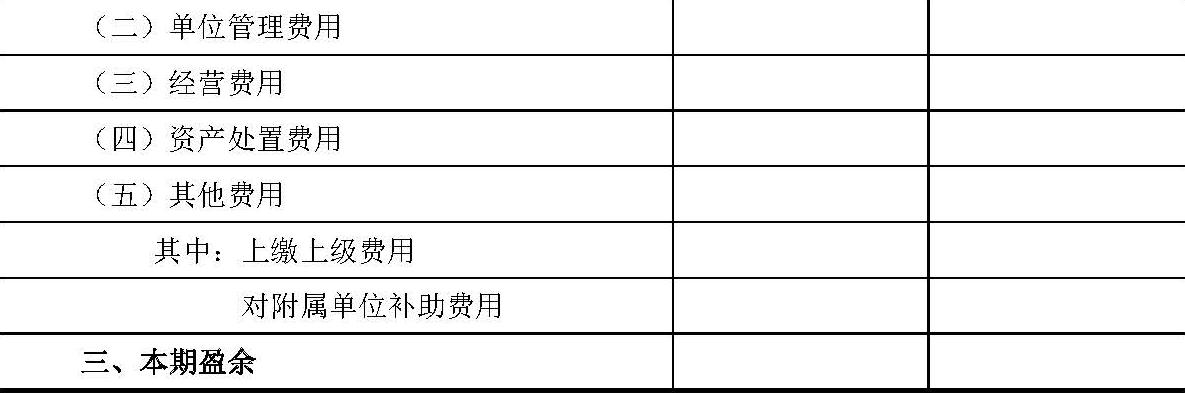 （二）单位管理费用
（三）经营费用
（四）资产处置费用
（五）其他费用
其中：上缴上级费用
对附属单位补助费用
三、本期盈余